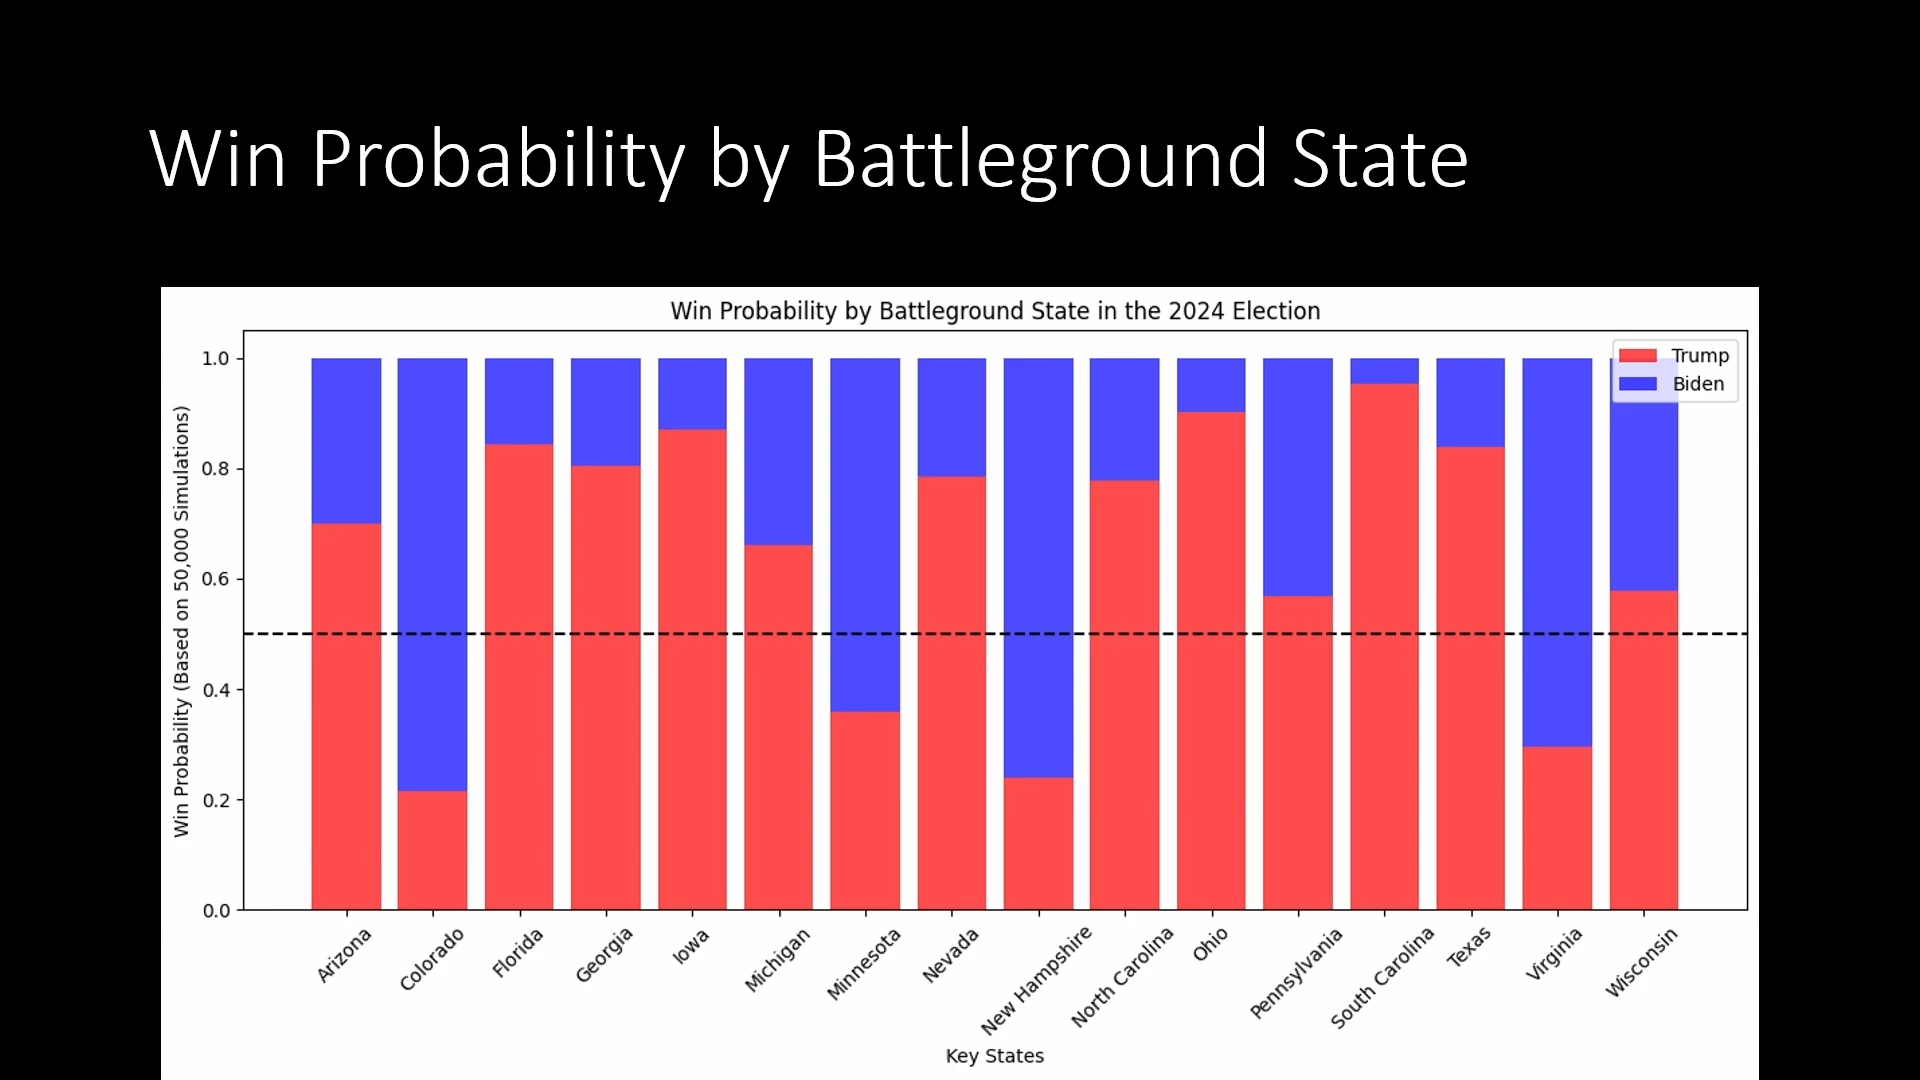 Win Probability by Battleground State
Win Probability by Battleground State in the 2024 Election
Trump
Biden
Win Probability (Based on 50,000 Simulations)
1.0
0.8
0.6
0.4
0.2
0.0
Arizona
Colorado
Florida
Georgia
Iowa
Michigan
Minnesota
Nevada
New Hampshire
North Carolina
Ohio
Pennsylvania
South Carolina
Texas
Virginia
Wisconsin
Key States